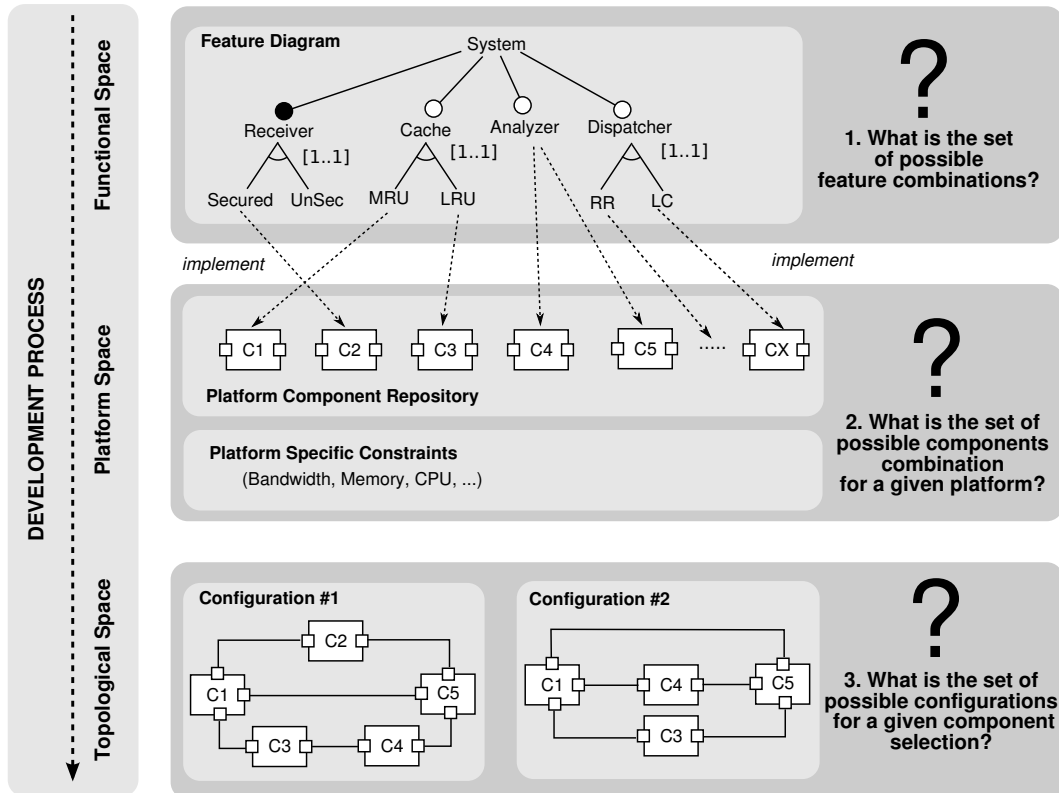 DEVELOPMENT PROCESS
Functional Space
Platform Space
Topological Space
Feature Diagram
System
Receiver
Cache
Analyzer
Dispatcher
[1..1]
[1..1]
[1..1]
Secured
UnSec
MRU
LRU
RR
LC
?
1. What is the set
of possible
feature combinations?
implement
implement
C1
C2
C3
C4
C5
.....
CX
Platform Component Repository
Platform Specific Constraints
(Bandwidth, Memory, CPU, ...)
?
2. What is the set of
possible components
combination
for a given platform?
Configuration #1
C2
C1
C5
C3
C4
Configuration #2
C1
C4
C5
C3
?
3. What is the set of
possible configurations
for a given component
selection?